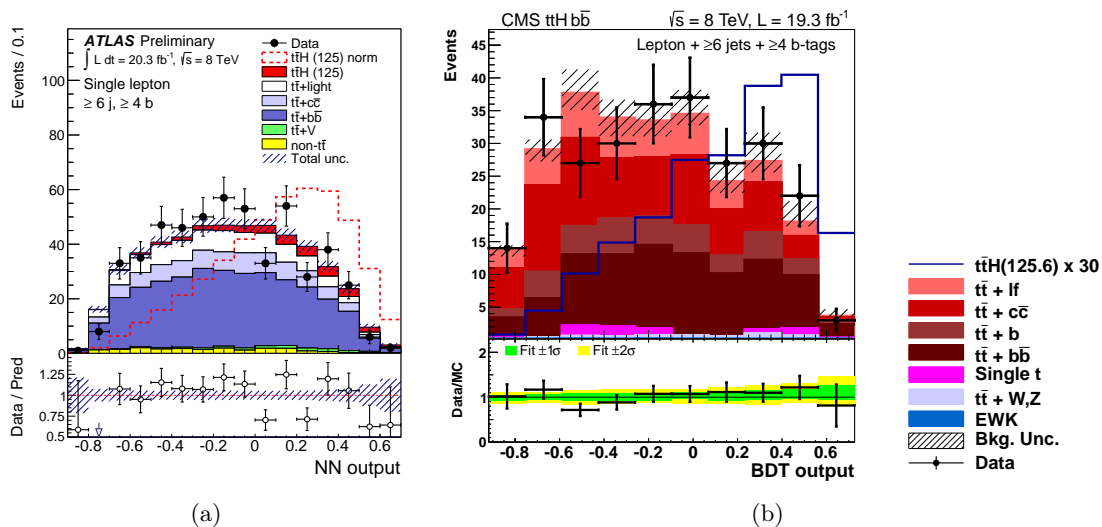 ATLAS Preliminary
∫ L dt = 20.3 fb⁻¹, √s = 8 TeV
Single lepton
≥ 6 j, ≥ 4 b
Data
tt̄H (125) norm
tt̄H (125)
tt̄+light
tt̄+cc̄
tt̄+bb̄
tt̄+V
non-tt̄
Total unc.
Events / 0.1
100
80
60
40
20
0
Data / Pred
1.25
1.0
0.75
0.5
-0.8 -0.6 -0.4 -0.2 0 0.2 0.4 0.6
NN output
(a)
CMS ttH bb̄
√s = 8 TeV, L = 19.3 fb⁻¹
Lepton + ≥6 jets + ≥4 b-tags
Events
45
40
35
30
25
20
15
10
5
Fit ±1σ
Fit ±2σ
Data/MC
2
1
0
-0.8 -0.6 -0.4 -0.2 0 0.2 0.4 0.6
BDT output
(b)
tt̄H(125.6) x 30
tt̄ + lf
tt̄ + cc̄
tt̄ + b
tt̄ + bb̄
Single t
tt̄ + W,Z
EWK
Bkg. Unc.
Data